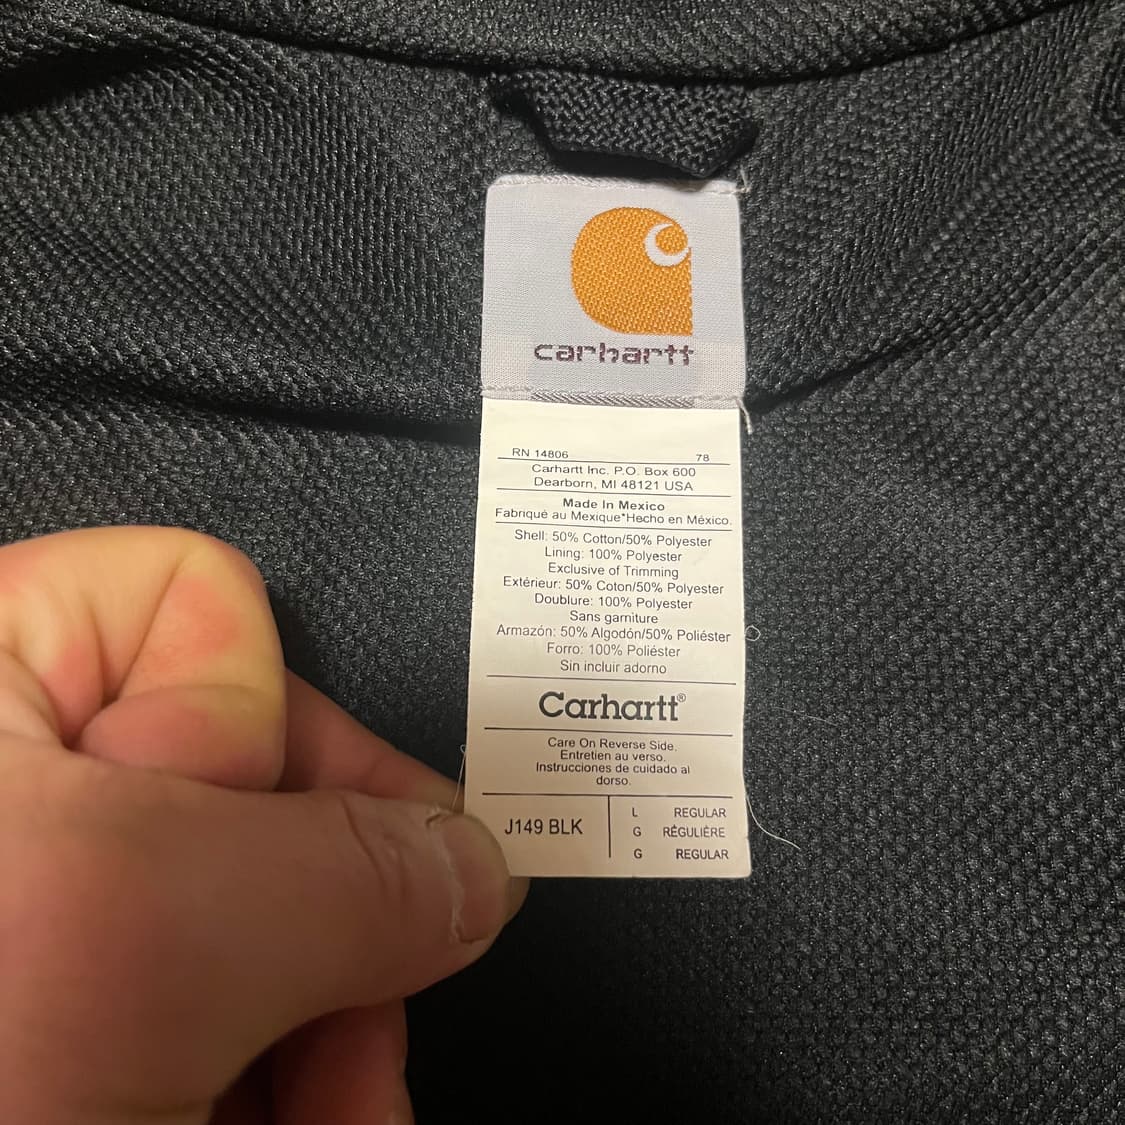 carhartt
RN 14806 78
Carhartt Inc. P.O. Box 600
Dearborn, MI 48121 USA
Made In Mexico
Fabriqué au Mexique*Hecho en México.
Shell: 50% Cotton/50% Polyester
Lining: 100% Polyester
Exclusive of Trimming
Extérieur: 50% Coton/50% Polyester
Doublure: 100% Polyester
Sans garniture
Armazón: 50% Algodón/50% Poliéster
Forro: 100% Poliéster
Sin incluir adorno
Carhartt®
Care On Reverse Side.
Entretien au verso.
Instrucciones de cuidado al
dorso.
J149 BLK
L REGULAR
G RÉGULIÈRE
G REGULAR